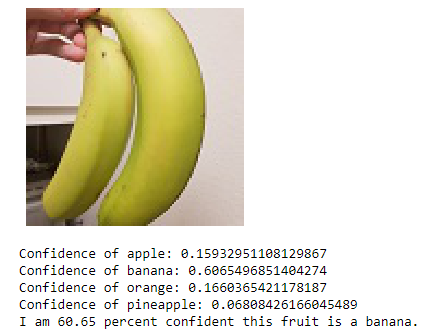 Confidence of apple: 0.15932951108129867
Confidence of banana: 0.6065496851404274
Confidence of orange: 0.1660365421178187
Confidence of pineapple: 0.06808426166045489
I am 60.65 percent confident this fruit is a banana.